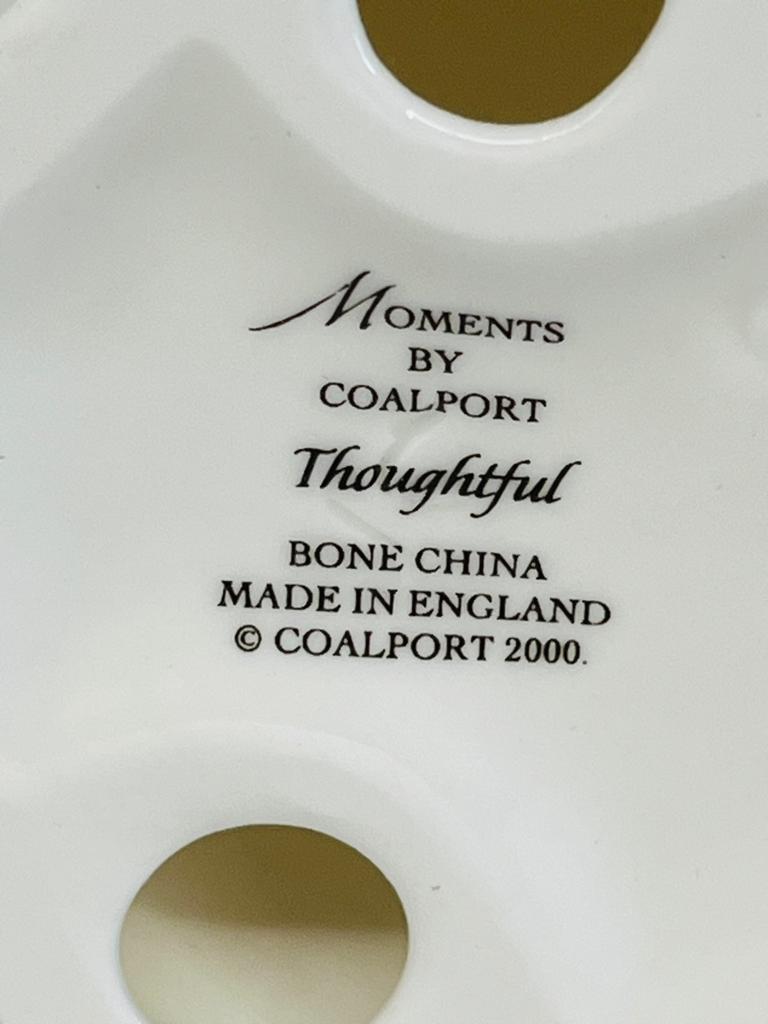 Moments
BY
COALPORT
Thoughtful
BONE CHINA
MADE IN ENGLAND
© COALPORT 2000.